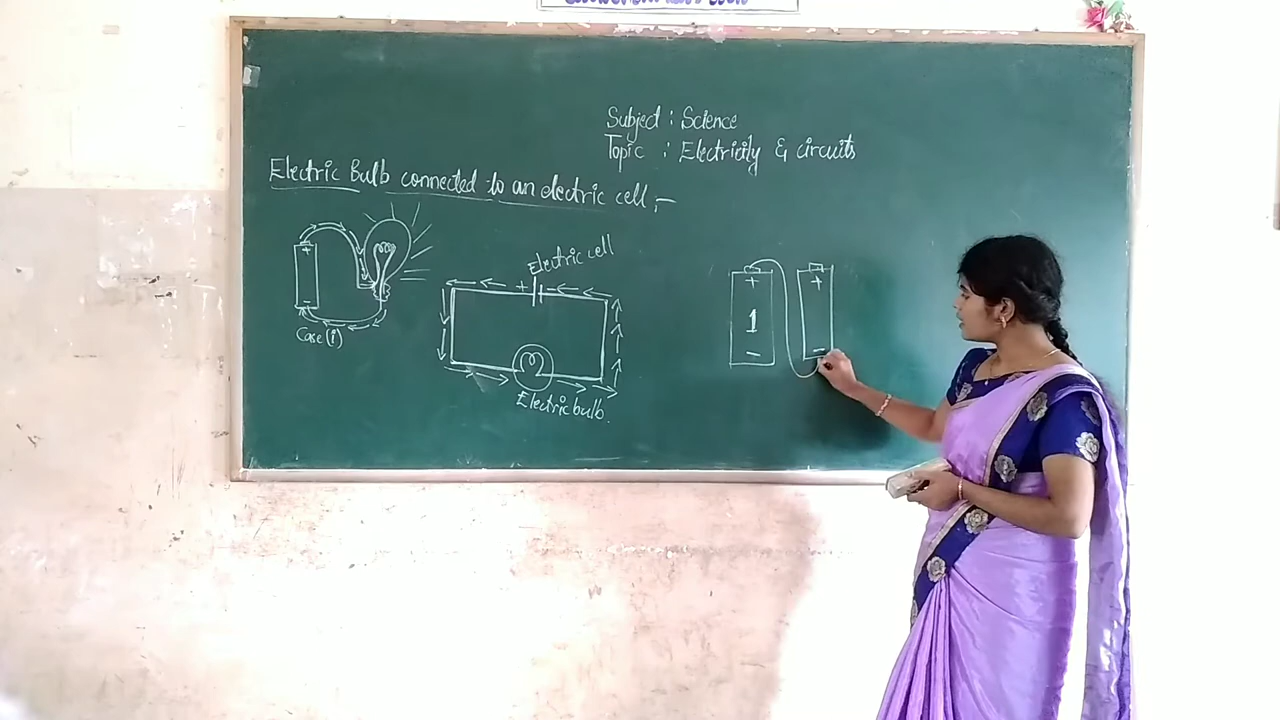 Subject : Science
Topic : Electricity & circuits
Electric Bulb connected to an electric cell :-
+
-
Case (i)
Electric cell
+ -
Electric bulb.
+ +
1
- -